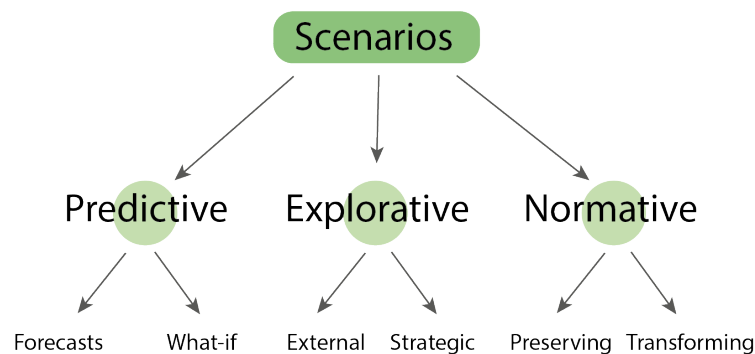 Scenarios
Predictive Explorative Normative
Forecasts What-if External Strategic Preserving Transforming